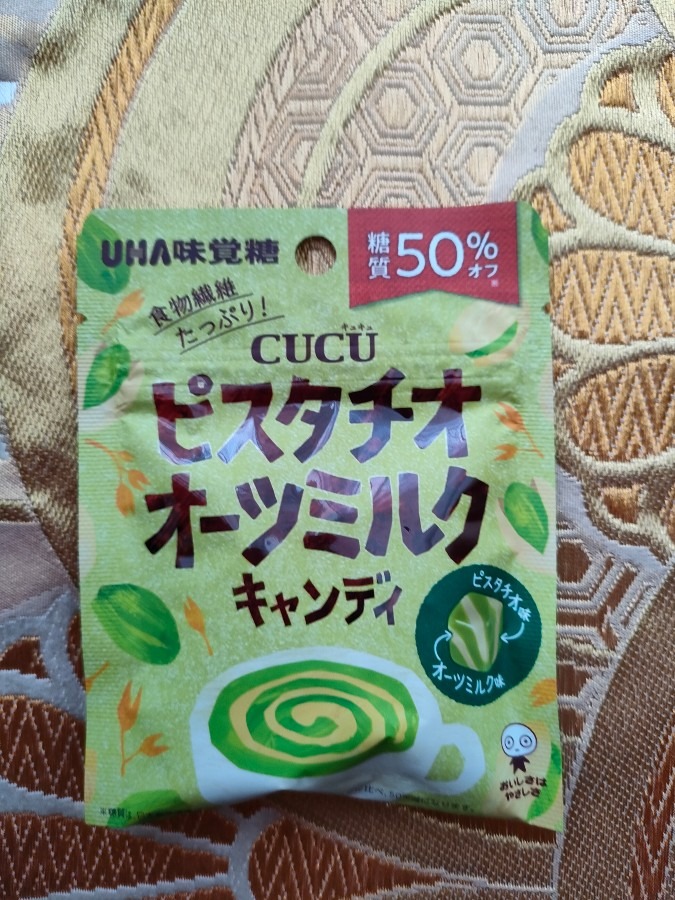 UHA味覚糖
糖質50%オフ※
食物繊維
たっぷり!
キュキュ
CUCU
ピスタチオ
オーツミルク
キャンディ
ピスタチオ味
オーツミルク味
おいしさは
やさしさ